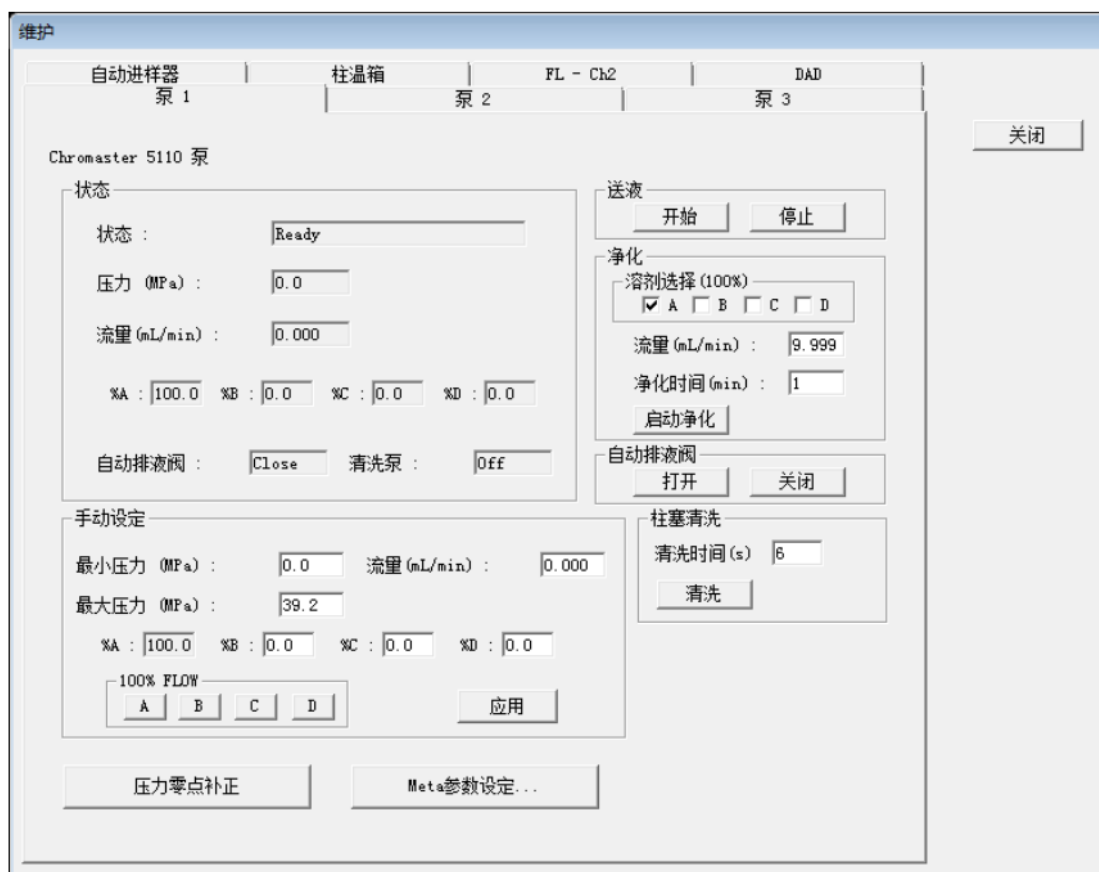 维护
自动进样器 柱温箱 FL - Ch2 DAD
泵 1 泵 2 泵 3
关闭
Chromaster 5110 泵
状态
状态 : Ready
压力 (MPa) : 0.0
流量(mL/min) : 0.000
%A : 100.0 %B : 0.0 %C : 0.0 %D : 0.0
自动排液阀 : Close 清洗泵 : Off
送液
开始 停止
净化
溶剂选择(100%)
A B C D
流量(mL/min) : 9.999
净化时间(min) : 1
启动净化
自动排液阀
打开 关闭
手动设定
最小压力 (MPa) : 0.0 流量(mL/min) : 0.000
最大压力 (MPa) : 39.2
%A : 100.0 %B : 0.0 %C : 0.0 %D : 0.0
100% FLOW
A B C D
应用
柱塞清洗
清洗时间(s) 6
清洗
压力零点补正 Meta参数设定...